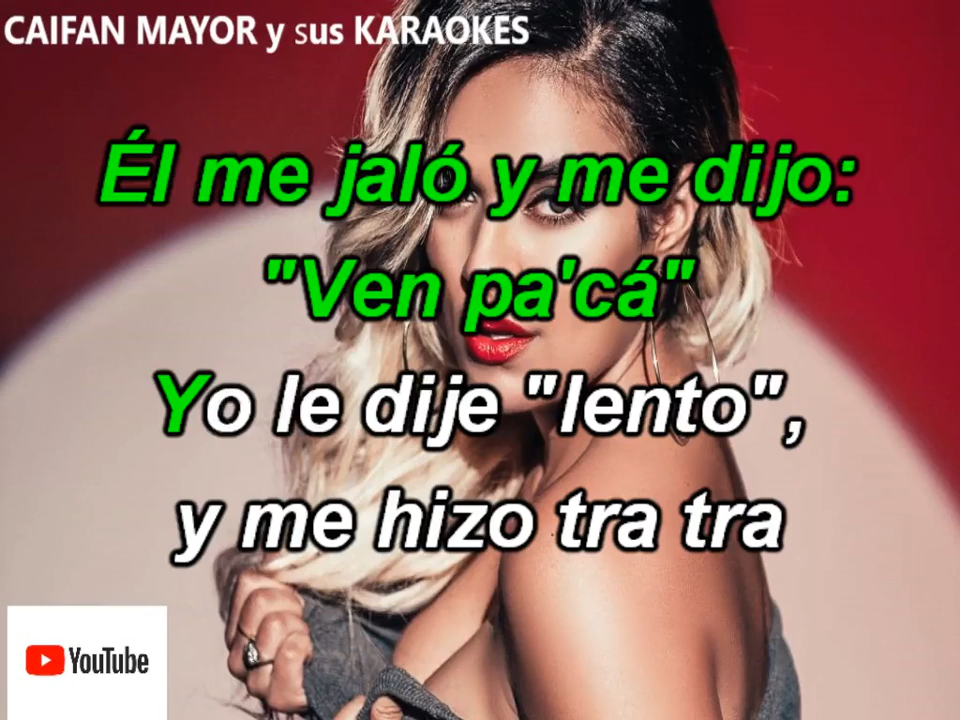 CAIFAN MAYOR y sus KARAOKES
Él me jaló y me dijo:
"Ven pa'cá"
Yo le dije "lento",
y me hizo tra tra
YouTube